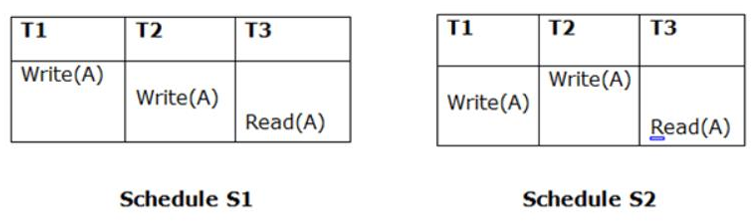 T1 T2 T3
Write(A)
Write(A)
Read(A)
Schedule S1
T1 T2 T3
Write(A)
Write(A)
Read(A)
Schedule S2